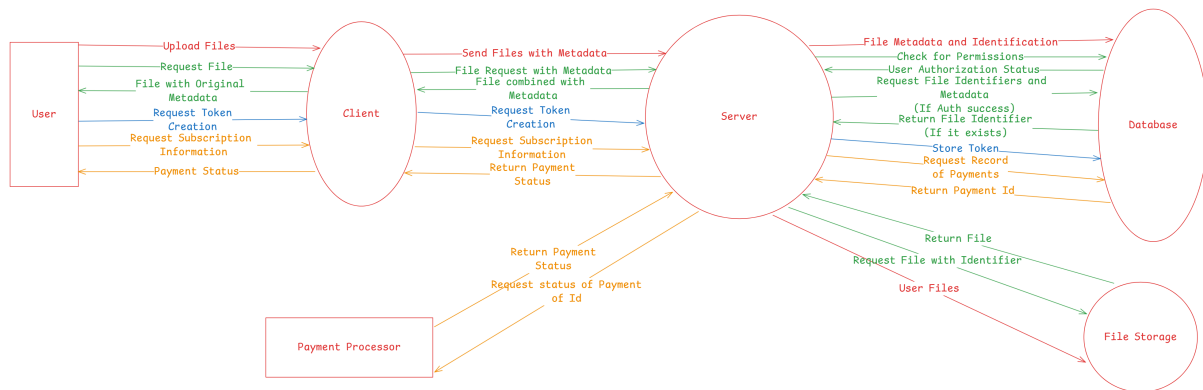 Upload Files
Request File
File with Original
Metadata
Request Token
Creation
Request Subscription
Information
Payment Status
User
Client
Send Files with Metadata
File Request with Metadata
File combined with
Metadata
Request Token
Creation
Request Subscription
Information
Return Payment
Status
Server
File Metadata and Identification
Check for Permissions
User Authorization Status
Request File Identifiers and
Metadata
(If Auth success)
Return File Identifier
(If it exists)
Store Token
Request Record
of Payments
Return Payment Id
Database
Return File
Request File with Identifier
User Files
Return Payment
Status
Request status of Payment
of Id
Payment Processor
File Storage